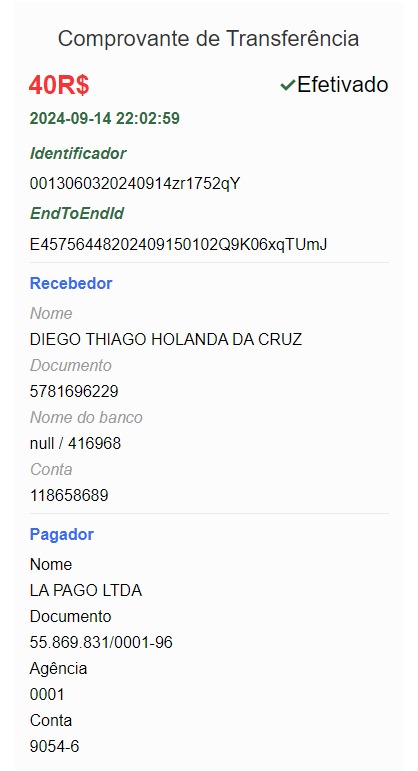 Comprovante de Transferência
40R$ ✓Efetivado
2024-09-14 22:02:59
Identificador
0013060320240914zr1752qY
EndToEndId
E45756448202409150102Q9K06xqTUmJ
Recebedor
Nome
DIEGO THIAGO HOLANDA DA CRUZ
Documento
5781696229
Nome do banco
null / 416968
Conta
118658689
Pagador
Nome
LA PAGO LTDA
Documento
55.869.831/0001-96
Agência
0001
Conta
9054-6